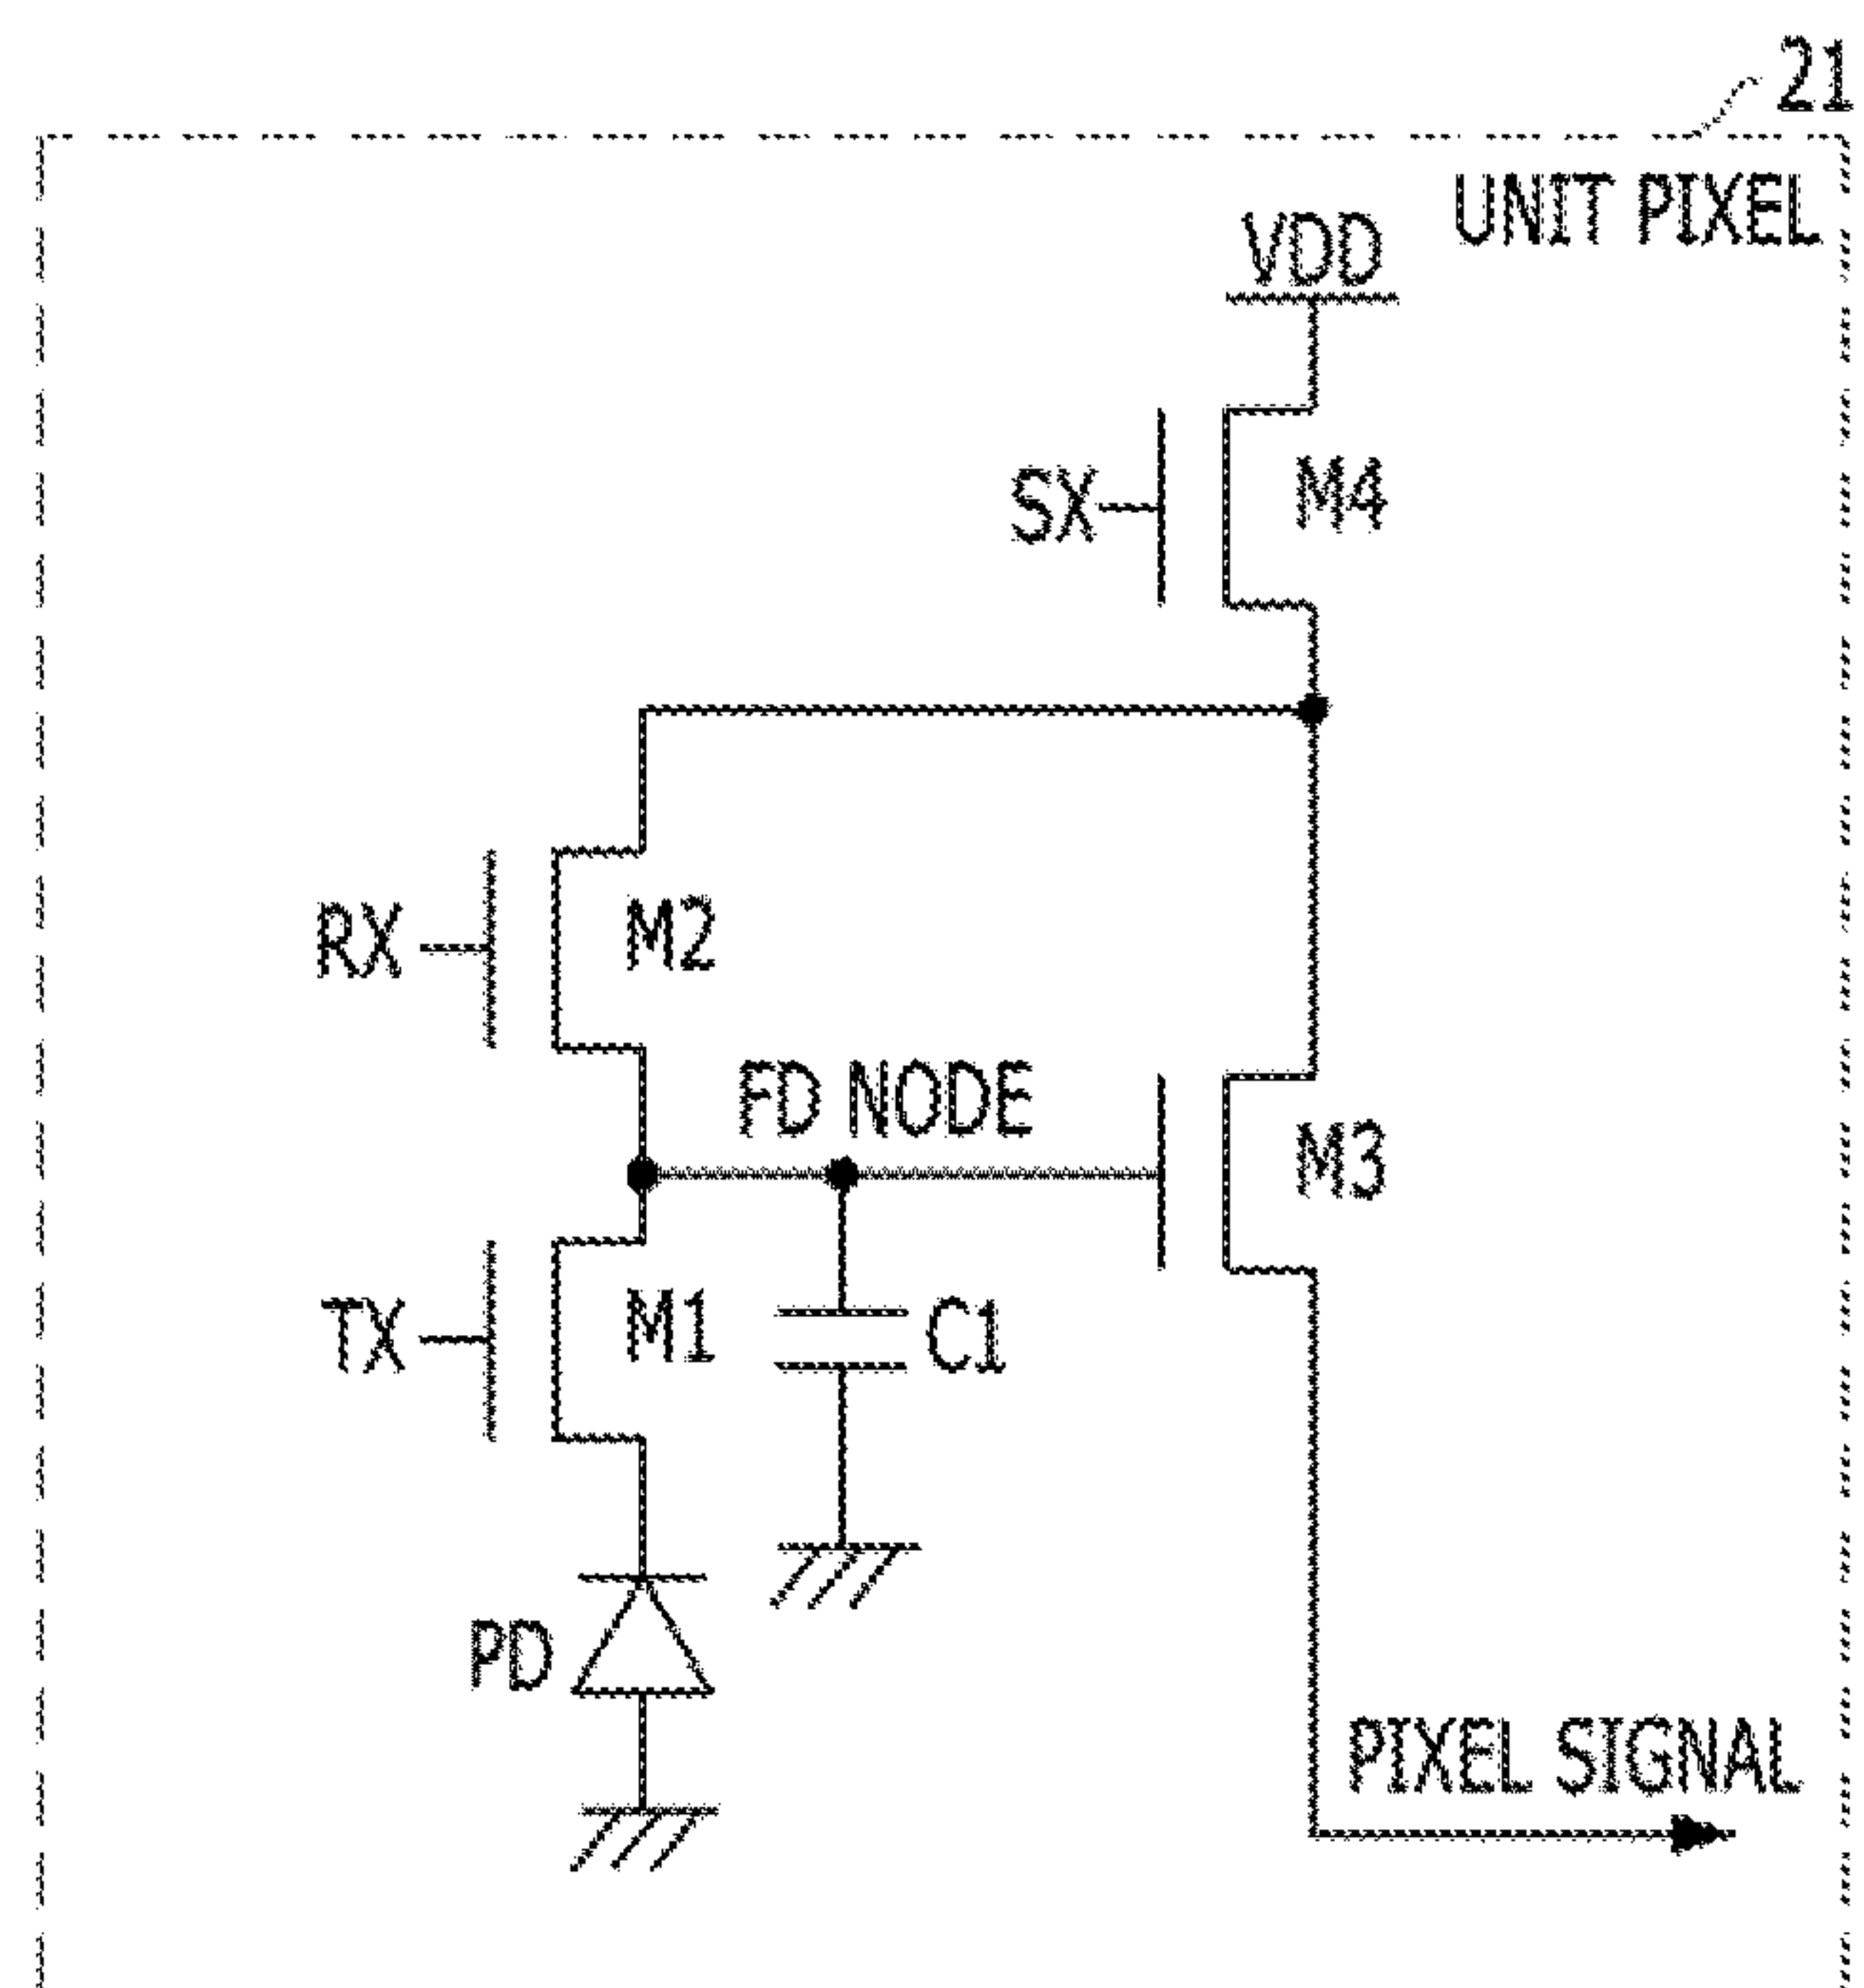 21
UNIT PIXEL
VDD
SX
M4
RX
M2
FD NODE
M3
TX
M1
C1
PD
PIXEL SIGNAL